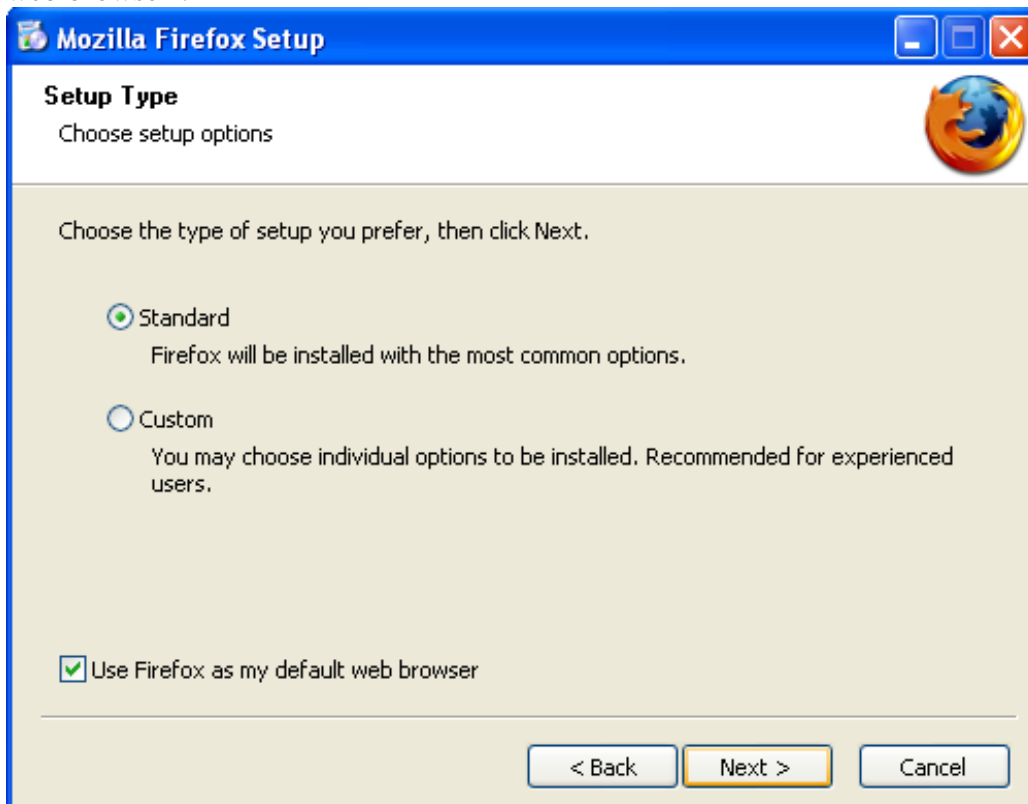 Mozilla Firefox Setup
Setup Type
Choose setup options
Choose the type of setup you prefer, then click Next.
Standard
Firefox will be installed with the most common options.
Custom
You may choose individual options to be installed. Recommended for experienced
users.
Use Firefox as my default web browser
< Back
Next >
Cancel